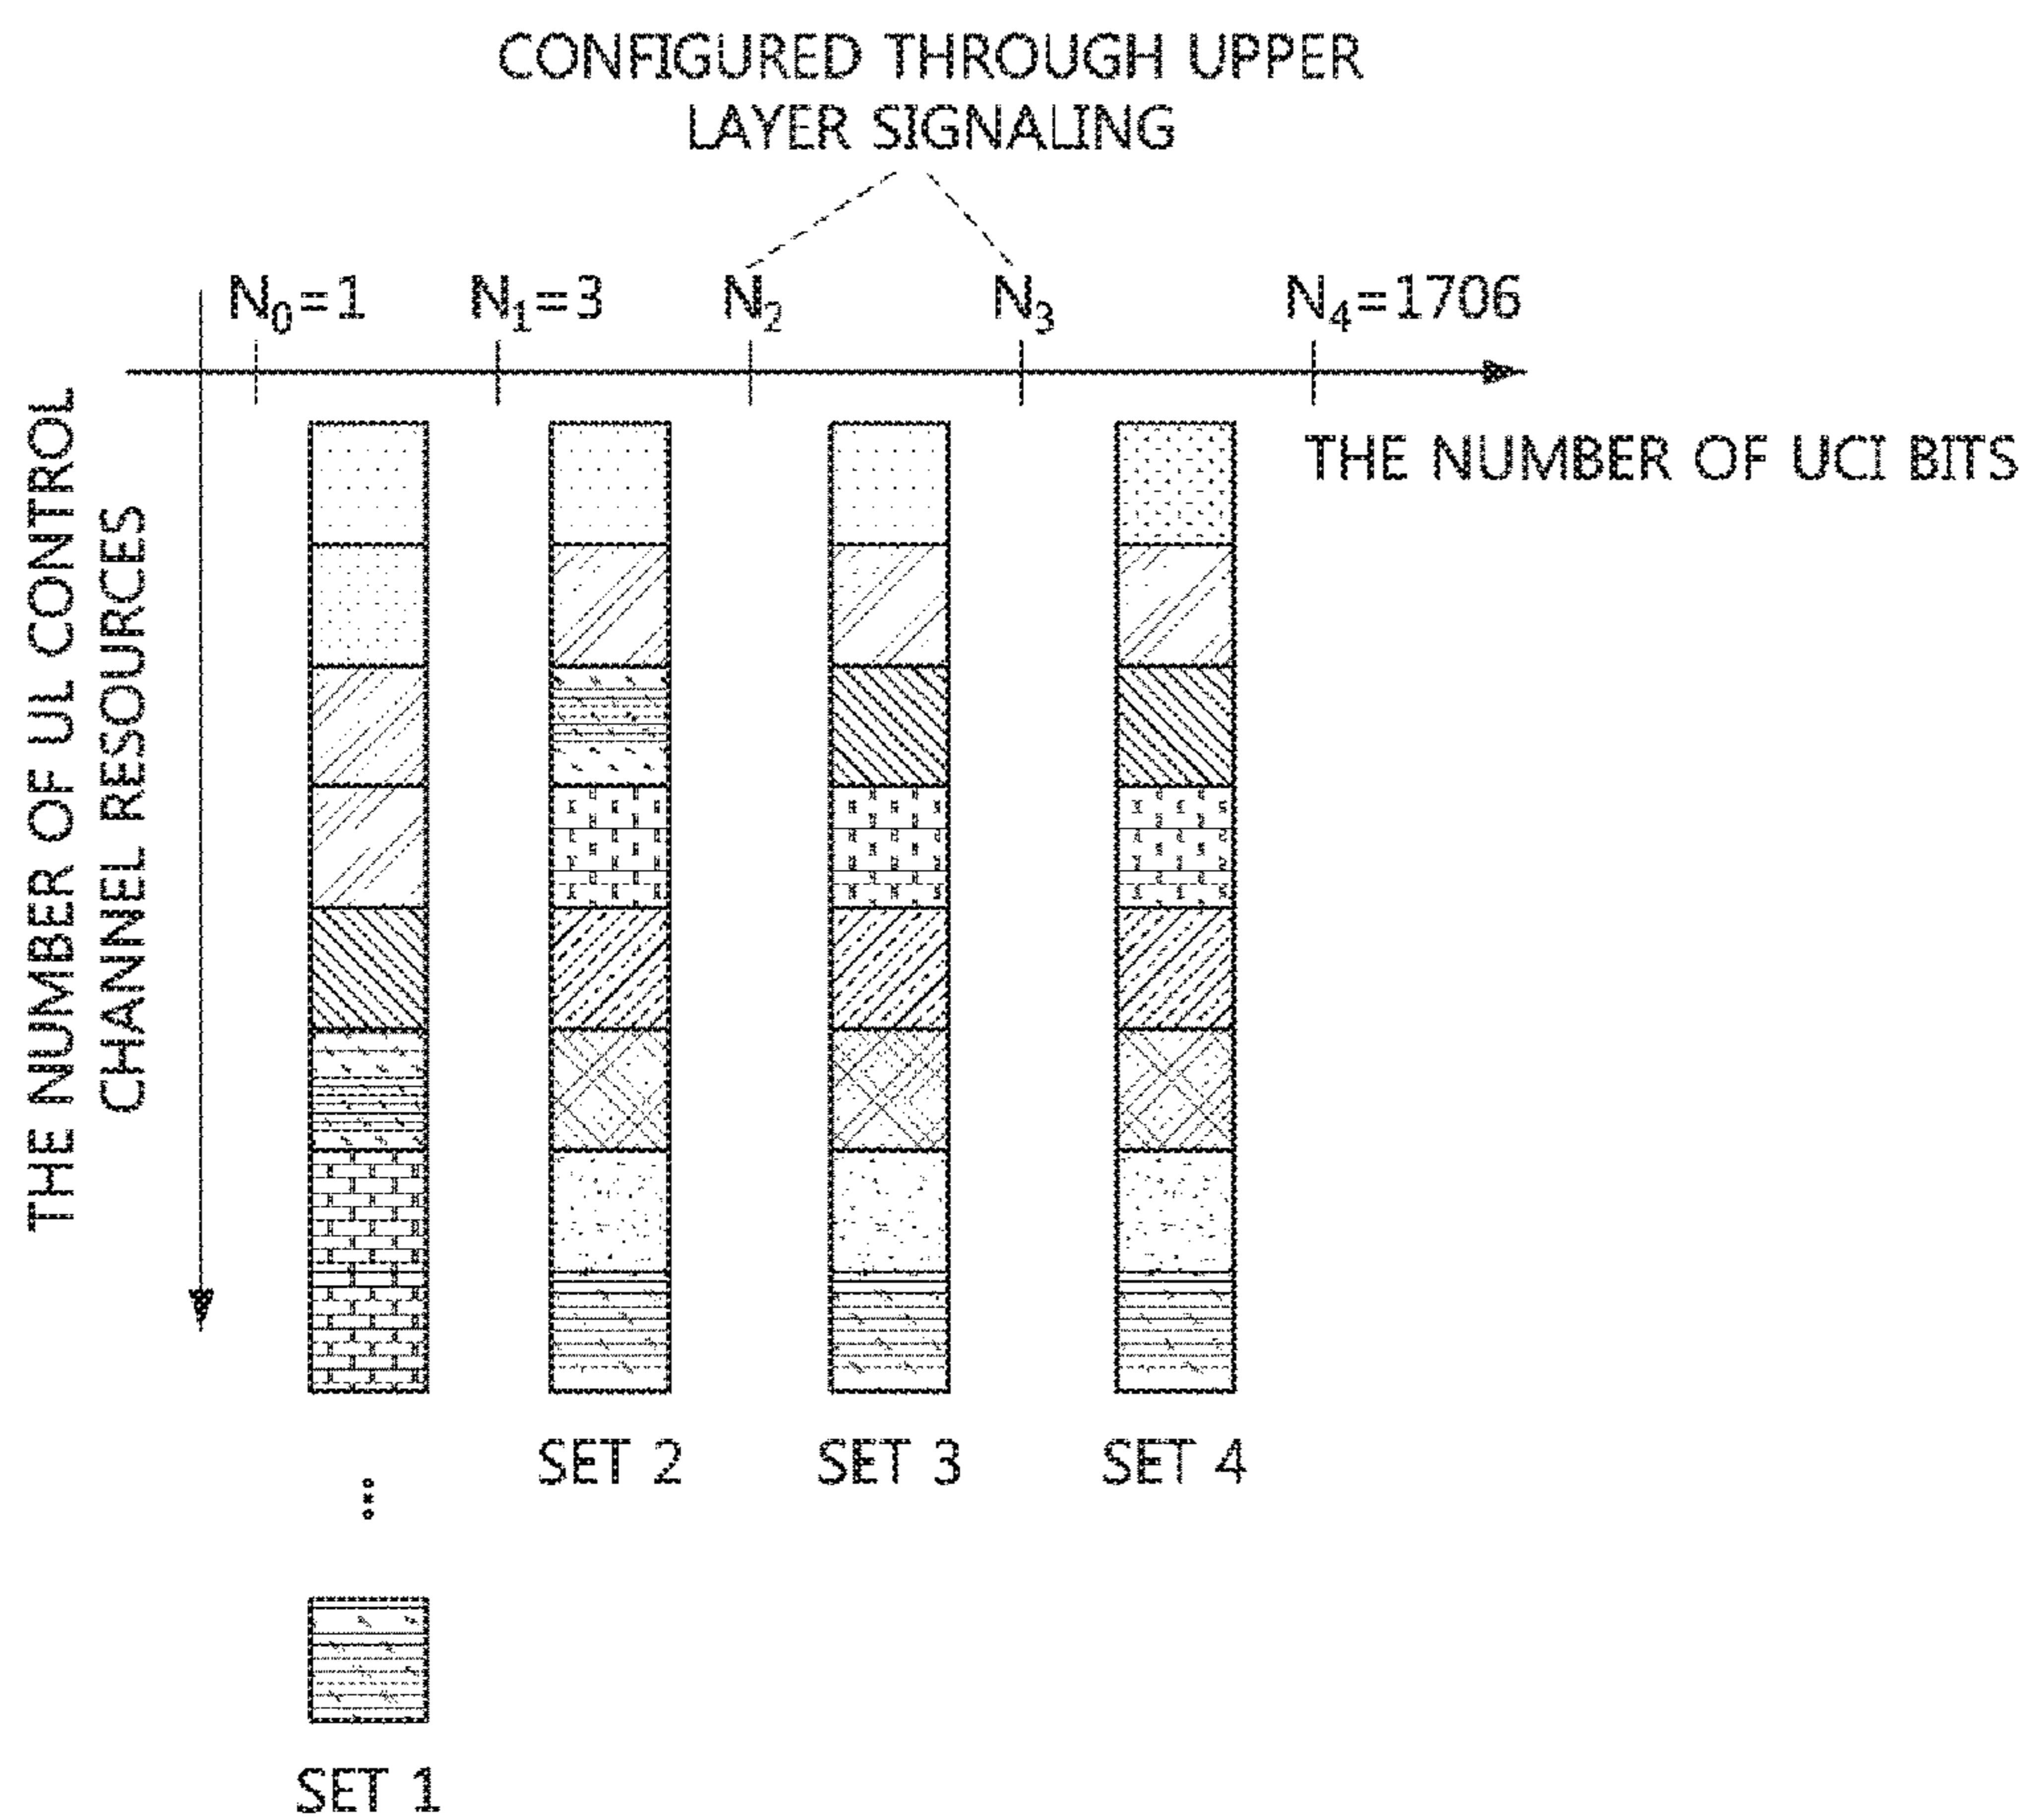 CONFIGURED THROUGH UPPER
LAYER SIGNALING
N₀=1 N₁=3 N₂ N₃ N₄=1706
THE NUMBER OF UCI BITS
THE NUMBER OF UL CONTROL
CHANNEL RESOURCES
SET 2 SET 3 SET 4
SET 1